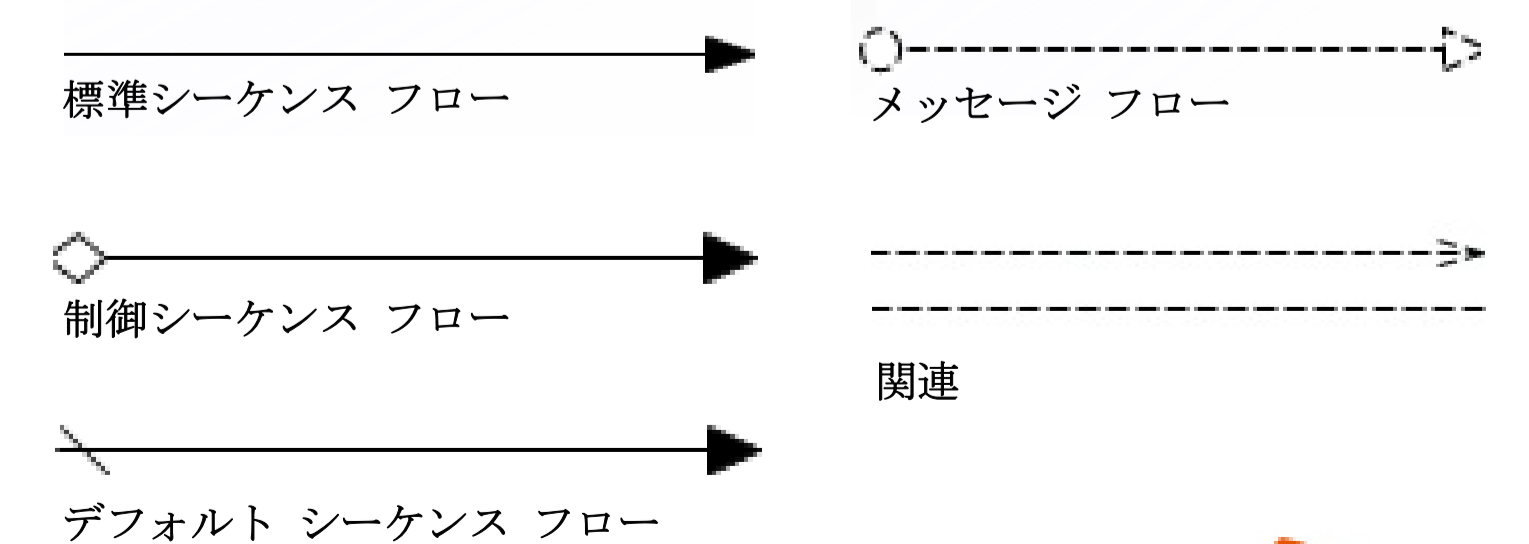 標準シーケンス フロー
メッセージ フロー
制御シーケンス フロー
関連
デフォルト シーケンス フロー